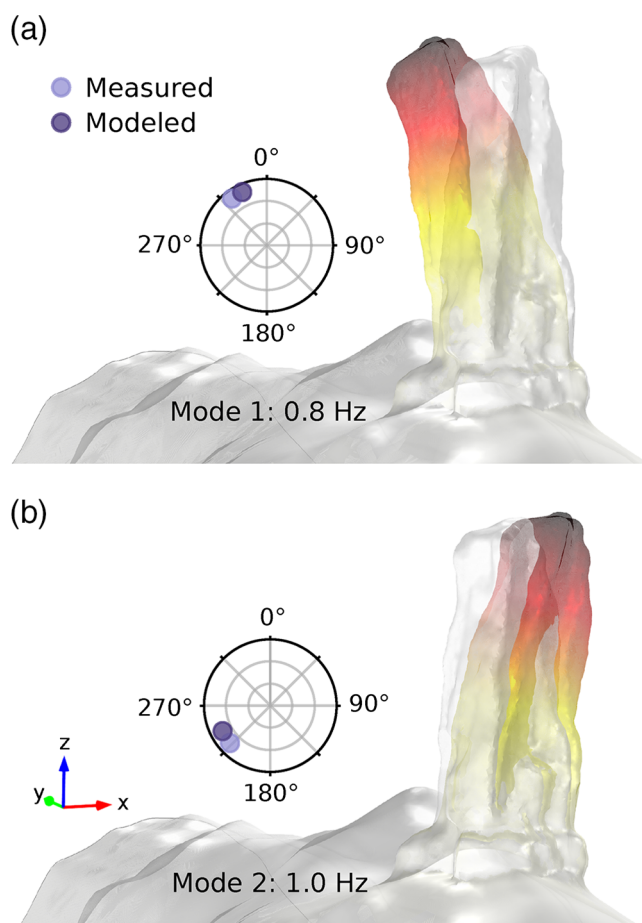 (a)
Measured
Modeled
0°
270°
90°
180°
Mode 1: 0.8 Hz
(b)
0°
270°
90°
180°
z
y
x
Mode 2: 1.0 Hz